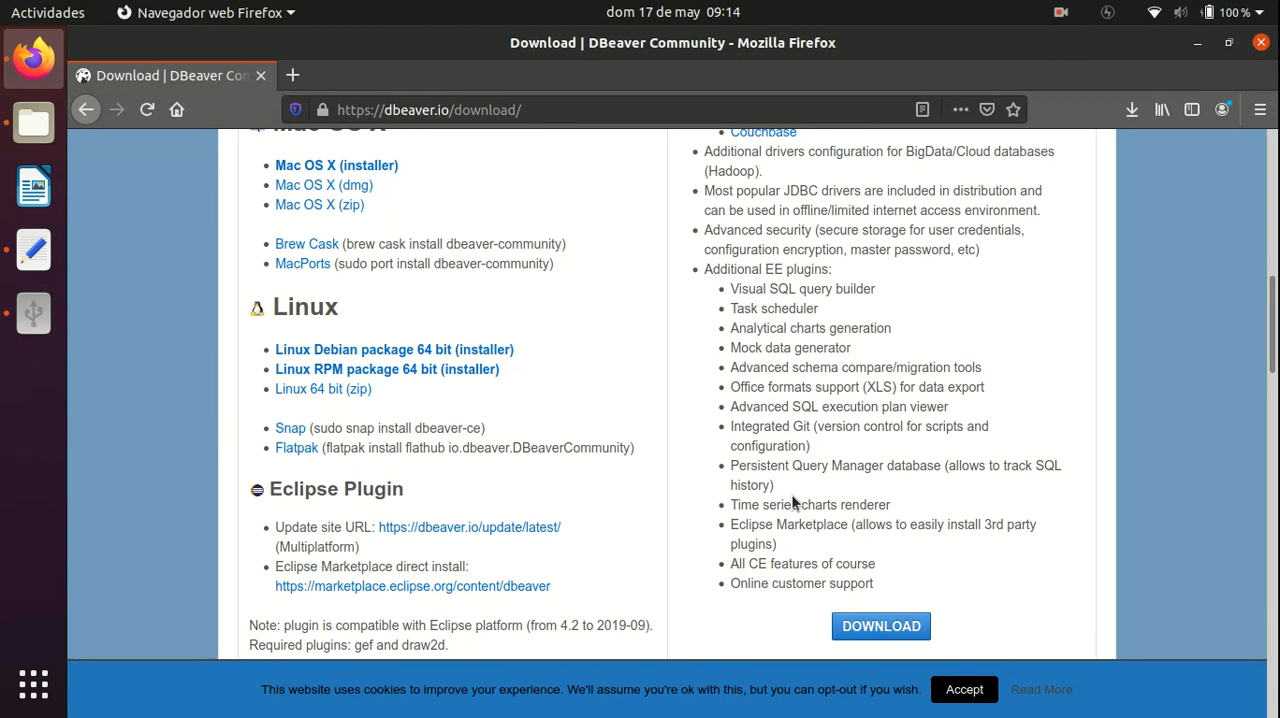 Actividades
Navegador web Firefox
dom 17 de may 09:14
100 %
Download | DBeaver Community - Mozilla Firefox
Download | DBeaver Con
https://dbeaver.io/download/
Mac OS X
Mac OS X (installer)
Mac OS X (dmg)
Mac OS X (zip)
Brew Cask (brew cask install dbeaver-community)
MacPorts (sudo port install dbeaver-community)
Linux
Linux Debian package 64 bit (installer)
Linux RPM package 64 bit (installer)
Linux 64 bit (zip)
Snap (sudo snap install dbeaver-ce)
Flatpak (flatpak install flathub io.dbeaver.DBeaverCommunity)
Eclipse Plugin
Update site URL: https://dbeaver.io/update/latest/
(Multiplatform)
Eclipse Marketplace direct install:
https://marketplace.eclipse.org/content/dbeaver
Note: plugin is compatible with Eclipse platform (from 4.2 to 2019-09).
Required plugins: gef and draw2d.
Couchbase
Additional drivers configuration for BigData/Cloud databases
(Hadoop).
Most popular JDBC drivers are included in distribution and
can be used in offline/limited internet access environment.
Advanced security (secure storage for user credentials,
configuration encryption, master password, etc)
Additional EE plugins:
Visual SQL query builder
Task scheduler
Analytical charts generation
Mock data generator
Advanced schema compare/migration tools
Office formats support (XLS) for data export
Advanced SQL execution plan viewer
Integrated Git (version control for scripts and
configuration)
Persistent Query Manager database (allows to track SQL
history)
Time series charts renderer
Eclipse Marketplace (allows to easily install 3rd party
plugins)
All CE features of course
Online customer support
DOWNLOAD
This website uses cookies to improve your experience. We'll assume you're ok with this, but you can opt-out if you wish.
Accept
Read More